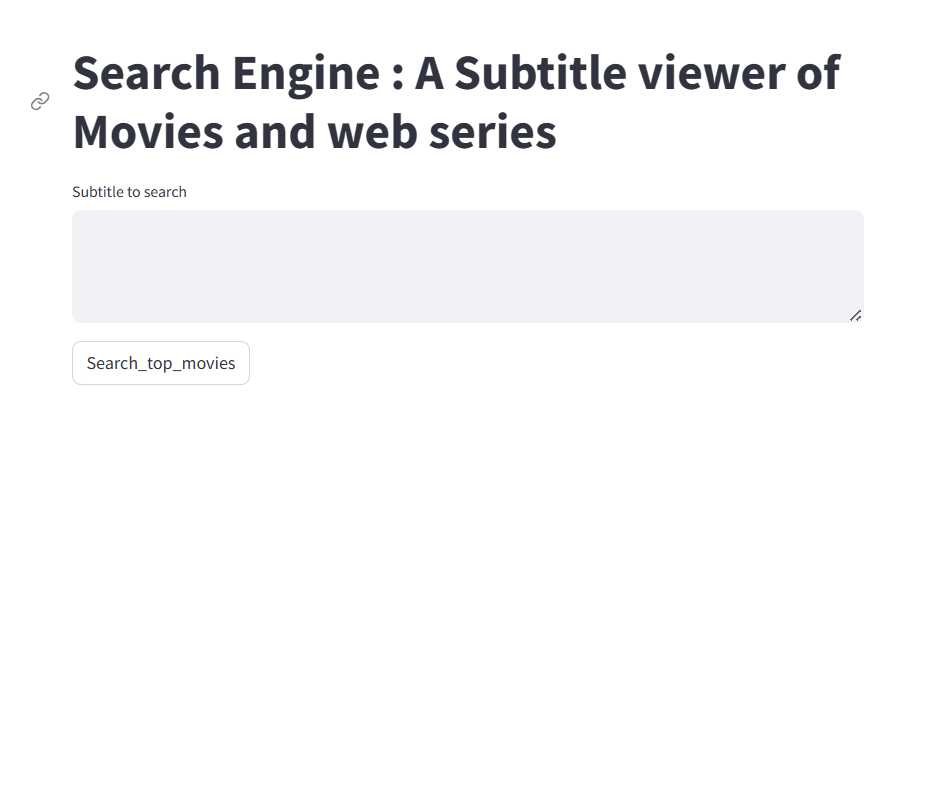 Search Engine : A Subtitle viewer of
Movies and web series
Subtitle to search
Search_top_movies